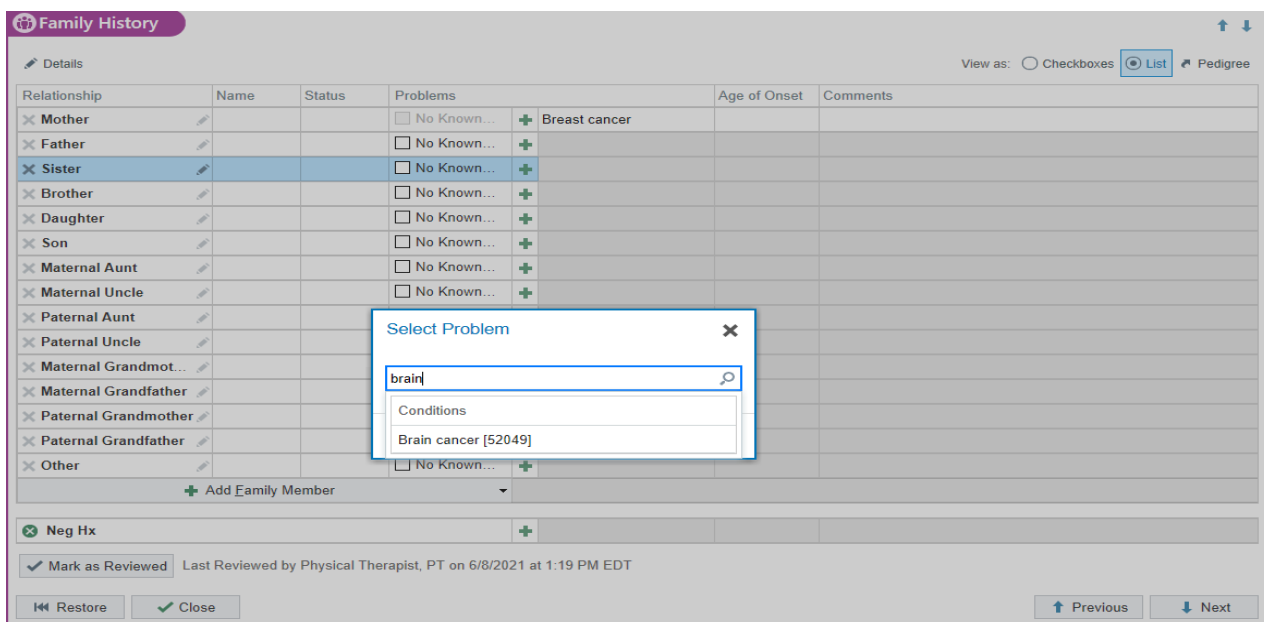 Family History
Details View as: Checkboxes List Pedigree
Relationship Name Status Problems Age of Onset Comments
Mother No Known... Breast cancer
Father No Known...
Sister No Known...
Brother No Known...
Daughter No Known...
Son No Known...
Maternal Aunt No Known...
Maternal Uncle No Known...
Paternal Aunt
Select Problem
Paternal Uncle
Maternal Grandmot...
brain
Maternal Grandfather
Paternal Grandmother
Conditions
Paternal Grandfather
Brain cancer [52049]
Other No Known...
Add Family Member
Neg Hx
Mark as Reviewed Last Reviewed by Physical Therapist, PT on 6/8/2021 at 1:19 PM EDT
Restore Close Previous Next